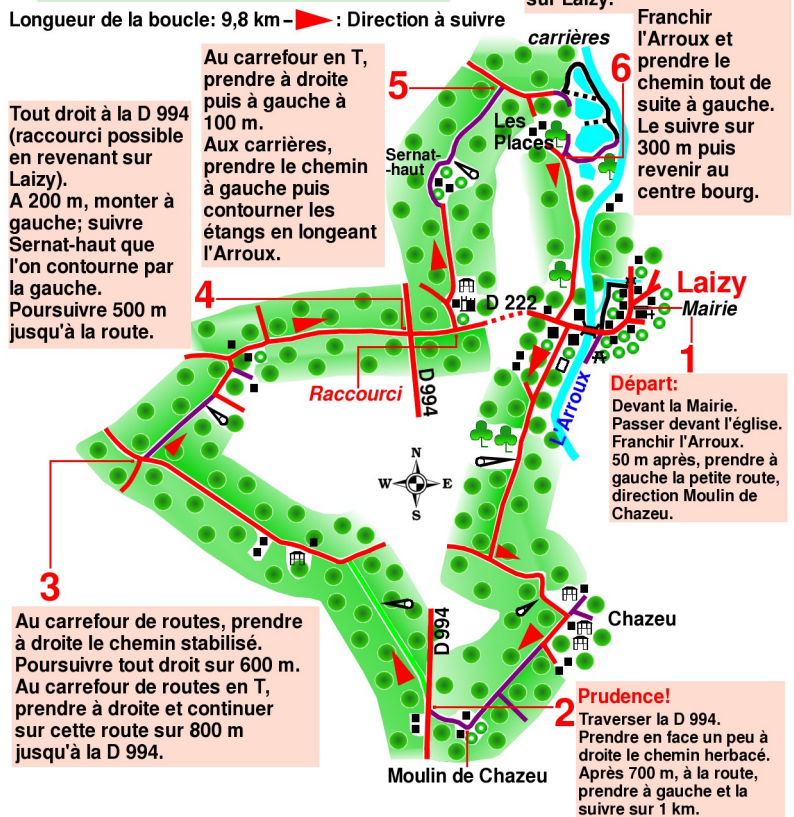 Longueur de la boucle: 9,8 km – : Direction à suivre
sur Laizy.
Franchir
l'Arroux et
prendre le
chemin tout de
suite à gauche.
Le suivre sur
300 m puis
revenir au
centre bourg.
carrières
6
Au carrefour en T,
prendre à droite
puis à gauche à
100 m.
Aux carrières,
prendre le chemin
à gauche puis
contourner les
étangs en longeant
l'Arroux.
5
Tout droit à la D 994
(raccourci possible
en revenant sur
Laizy).
A 200 m, monter à
gauche; suivre
Sernat-haut que
l'on contourne par
la gauche.
Poursuivre 500 m
jusqu'à la route.
Les
Places
Sernat-
-haut
4
D 222
Laizy
Mairie
1
Raccourci
D 994
L'Arroux
Départ:
Devant la Mairie.
Passer devant l'église.
Franchir l'Arroux.
50 m après, prendre à
gauche la petite route,
direction Moulin de
Chazeu.
N
W E
S
3
Au carrefour de routes, prendre
à droite le chemin stabilisé.
Poursuivre tout droit sur 600 m.
Au carrefour de routes en T,
prendre à droite et continuer
sur cette route sur 800 m
jusqu'à la D 994.
D 994
Chazeu
2
Prudence!
Traverser la D 994.
Prendre en face un peu à
droite le chemin herbacé.
Après 700 m, à la route,
prendre à gauche et la
suivre sur 1 km.
Moulin de Chazeu